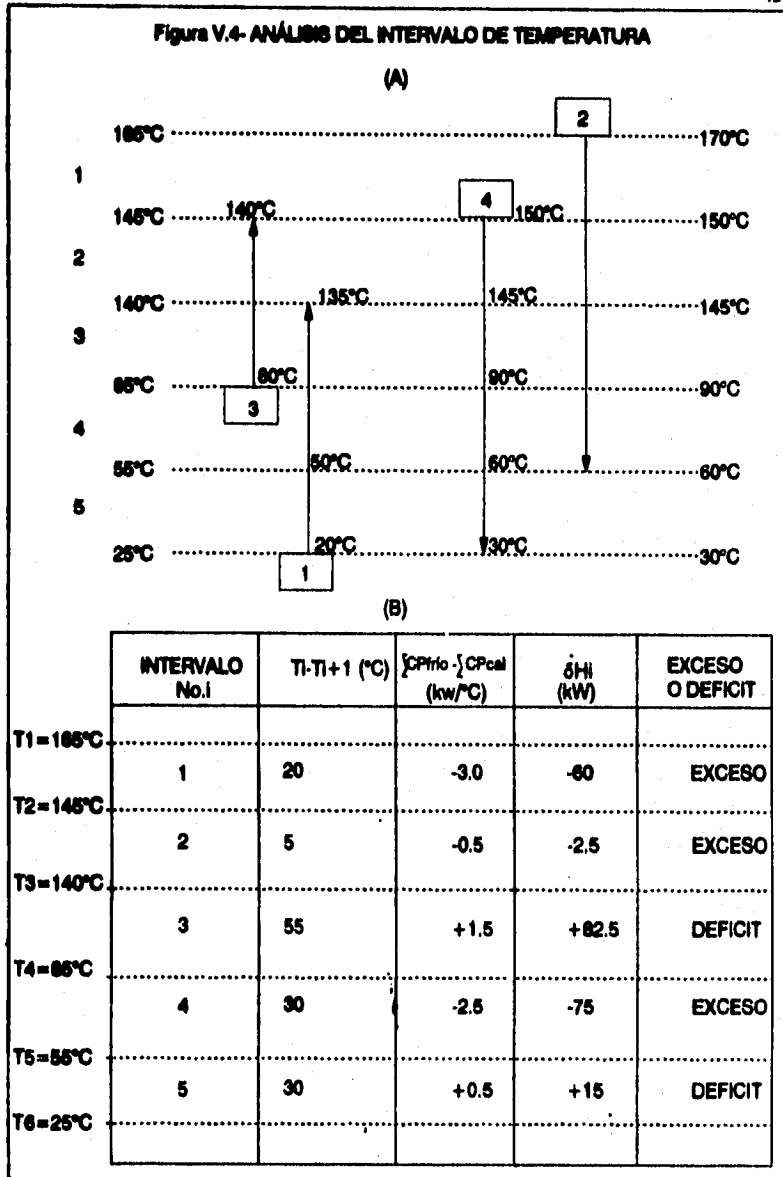 Figura V.4- ANÁLISIS DEL INTERVALO DE TEMPERATURA
(A)
2
165°C 170°C
1
4
145°C 140°C 150°C 150°C
2
140°C 135°C 145°C 145°C
3
85°C 80°C 90°C 90°C
3
4
55°C 50°C 60°C 60°C
5
25°C 20°C 30°C 30°C
1
(B)
INTERVALO No.i Ti-Ti+1 (°C) ∑CPfrío -∑CPcal (kw/°C) δḢi (kW) EXCESO O DEFICIT
T1=165°C
1 20 -3.0 -60 EXCESO
T2=145°C
2 5 -0.5 -2.5 EXCESO
T3=140°C
3 55 +1.5 +82.5 DEFICIT
T4=85°C
4 30 -2.5 -75 EXCESO
T5=55°C
5 30 +0.5 +15 DEFICIT
T6=25°C